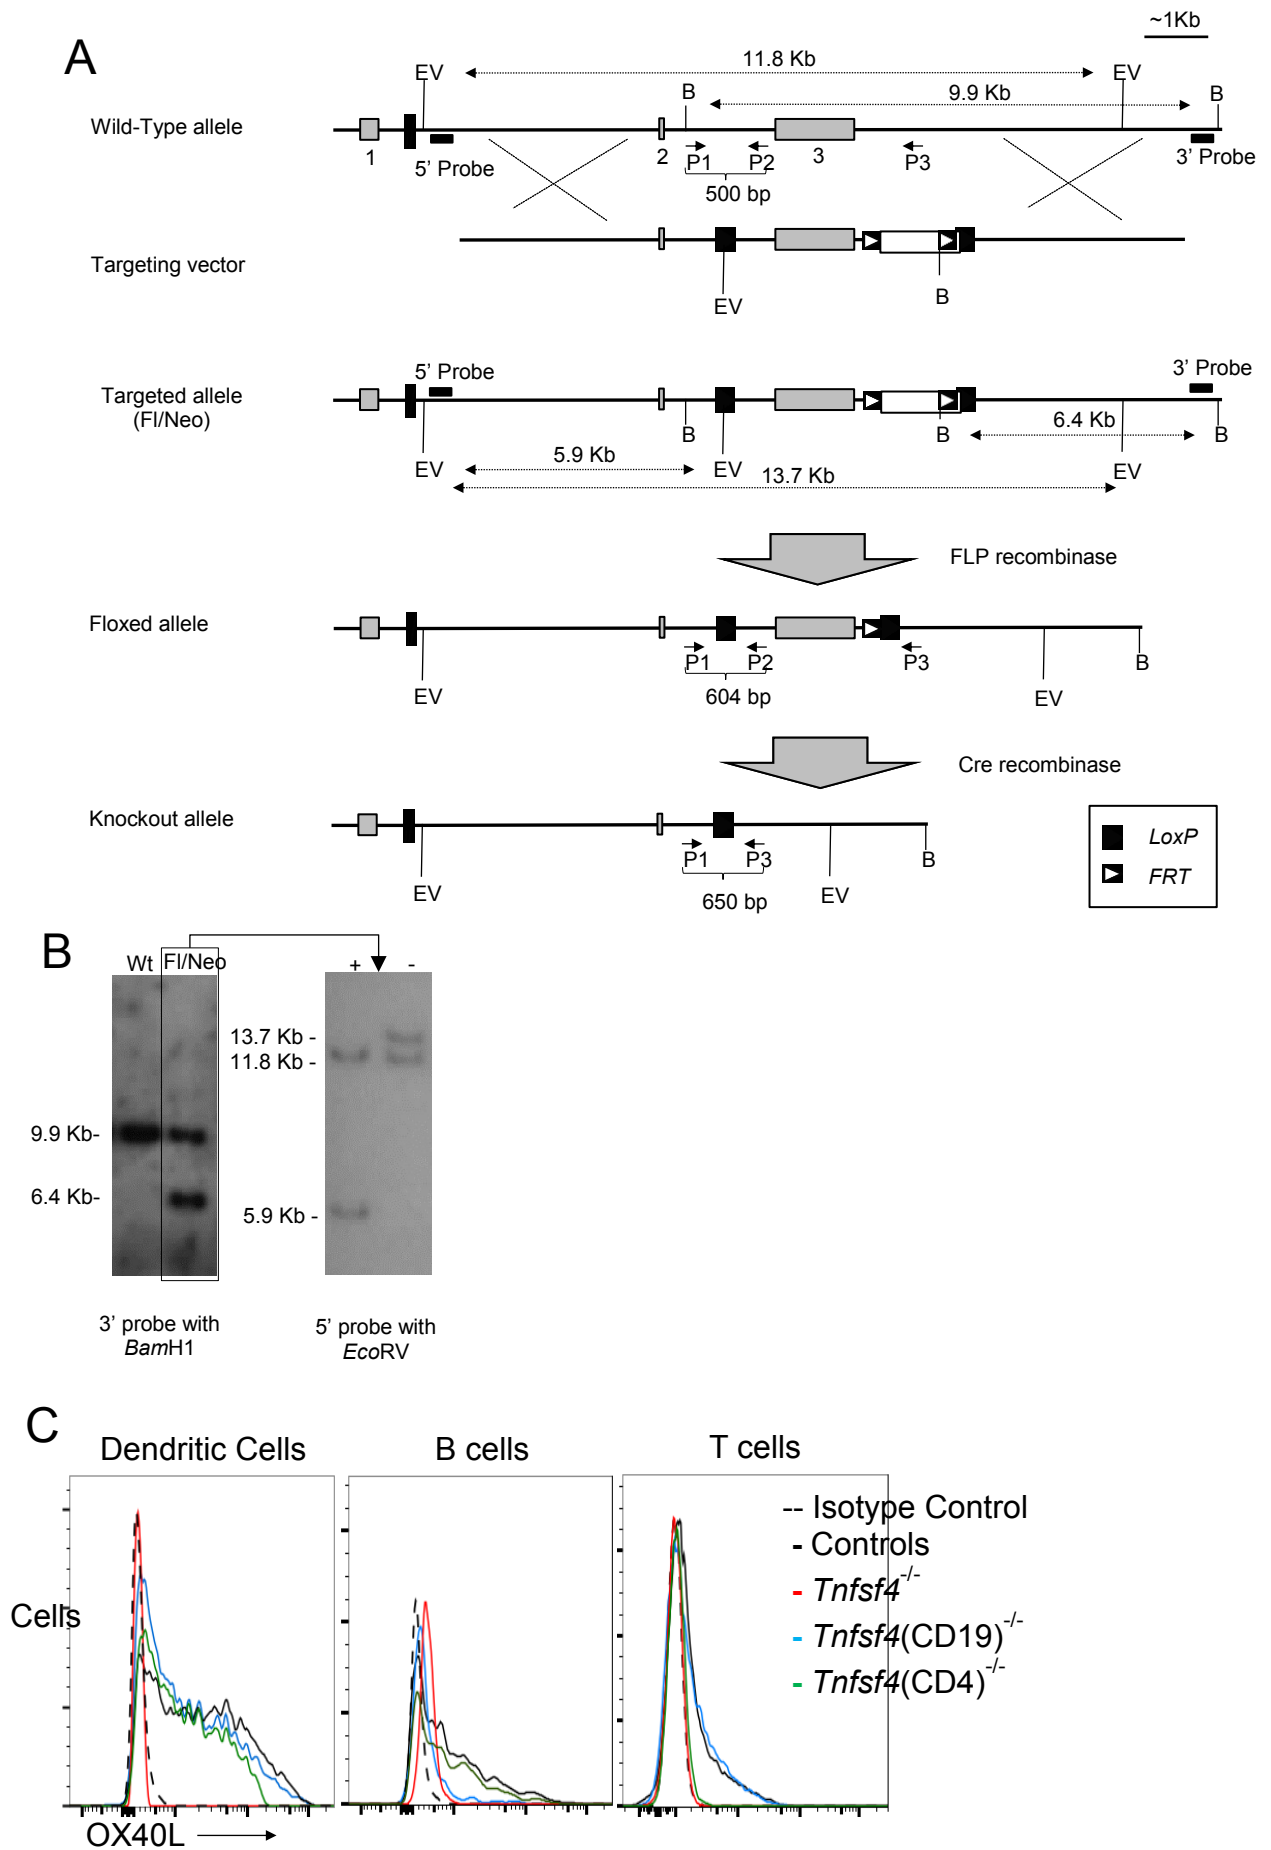 A
~1Kb
EV
11.8 Kb
EV
B
9.9 Kb
B
Wild-Type allele
1
5' Probe
2
P1
P2
3
P3
3' Probe
500 bp
Targeting vector
EV
B
Targeted allele
(Fl/Neo)
5' Probe
3' Probe
B
B
6.4 Kb
B
EV
5.9 Kb
EV
EV
13.7 Kb
FLP recombinase
Floxed allele
P1
P2
P3
B
EV
604 bp
EV
Cre recombinase
Knockout allele
P1
P3
B
EV
650 bp
EV
LoxP
FRT
B
Wt
Fl/Neo
+
-
13.7 Kb -
11.8 Kb -
9.9 Kb-
6.4 Kb-
5.9 Kb -
3' probe with
BamH1
5' probe with
EcoRV
C
Dendritic Cells
B cells
T cells
-- Isotype Control
- Controls
- Tnfsf4-/-
- Tnfsf4(CD19)-/-
- Tnfsf4(CD4)-/-
Cells
OX40L